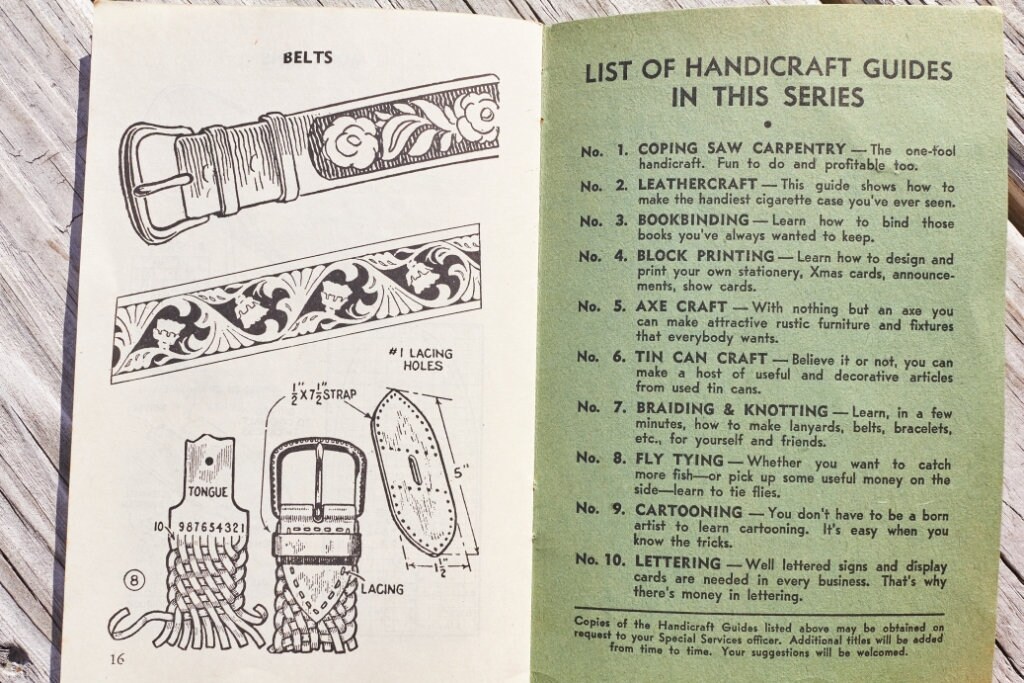 BELTS
#1 LACING
HOLES
½" X 7½" STRAP
5"
TONGUE
10 987654321
1½"
8
LACING
16
LIST OF HANDICRAFT GUIDES
IN THIS SERIES
No. 1. COPING SAW CARPENTRY — The one-tool
handicraft. Fun to do and profitable too.
No. 2. LEATHERCRAFT — This guide shows how to
make the handiest cigarette case you've ever seen.
No. 3. BOOKBINDING — Learn how to bind those
books you've always wanted to keep.
No. 4. BLOCK PRINTING — Learn how to design and
print your own stationery, Xmas cards, announce-
ments, show cards.
No. 5. AXE CRAFT — With nothing but an axe you
can make attractive rustic furniture and fixtures
that everybody wants.
No. 6. TIN CAN CRAFT — Believe it or not, you can
make a host of useful and decorative articles
from used tin cans.
No. 7. BRAIDING & KNOTTING — Learn, in a few
minutes, how to make lanyards, belts, bracelets,
etc., for yourself and friends.
No. 8. FLY TYING — Whether you want to catch
more fish—or pick up some useful money on the
side—learn to tie flies.
No. 9. CARTOONING — You don't have to be a born
artist to learn cartooning. It's easy when you
know the tricks.
No. 10. LETTERING — Well lettered signs and display
cards are needed in every business. That's why
there's money in lettering.
Copies of the Handicraft Guides listed above may be obtained on
request to your Special Services officer. Additional titles will be added
from time to time. Your suggestions will be welcomed.